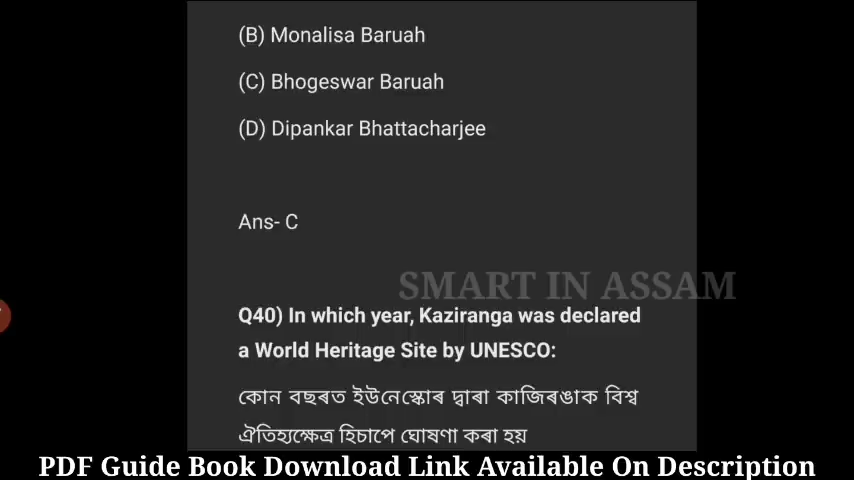 (B) Monalisa Baruah
(C) Bhogeswar Baruah
(D) Dipankar Bhattacharjee
Ans- C
SMART IN ASSAM
Q40) In which year, Kaziranga was declared
a World Heritage Site by UNESCO:
কোন বছৰত ইউনেস্কোৰ দ্বাৰা কাজিৰঙাক বিশ্ব
ঐতিহ্যক্ষেত্ৰ হিচাপে ঘোষণা কৰা হয়
PDF Guide Book Download Link Available On Description